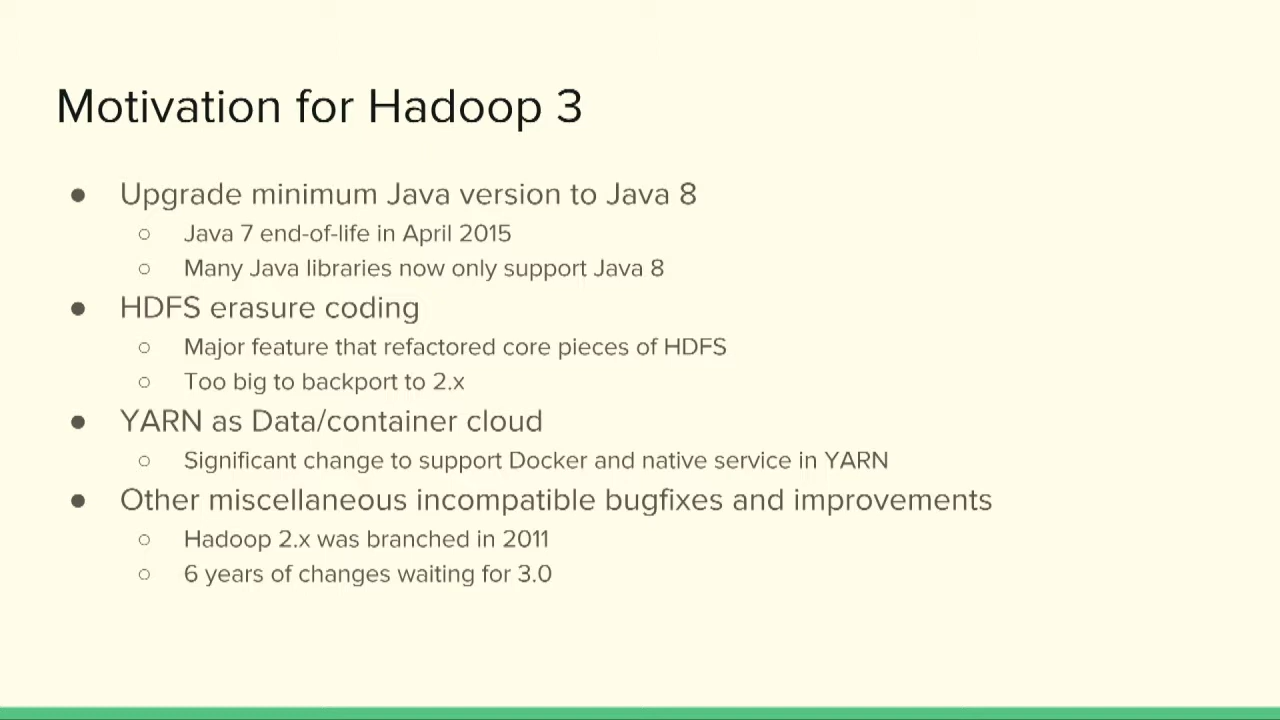 Motivation for Hadoop 3
● Upgrade minimum Java version to Java 8
○ Java 7 end-of-life in April 2015
○ Many Java libraries now only support Java 8
● HDFS erasure coding
○ Major feature that refactored core pieces of HDFS
○ Too big to backport to 2.x
● YARN as Data/container cloud
○ Significant change to support Docker and native service in YARN
● Other miscellaneous incompatible bugfixes and improvements
○ Hadoop 2.x was branched in 2011
○ 6 years of changes waiting for 3.0